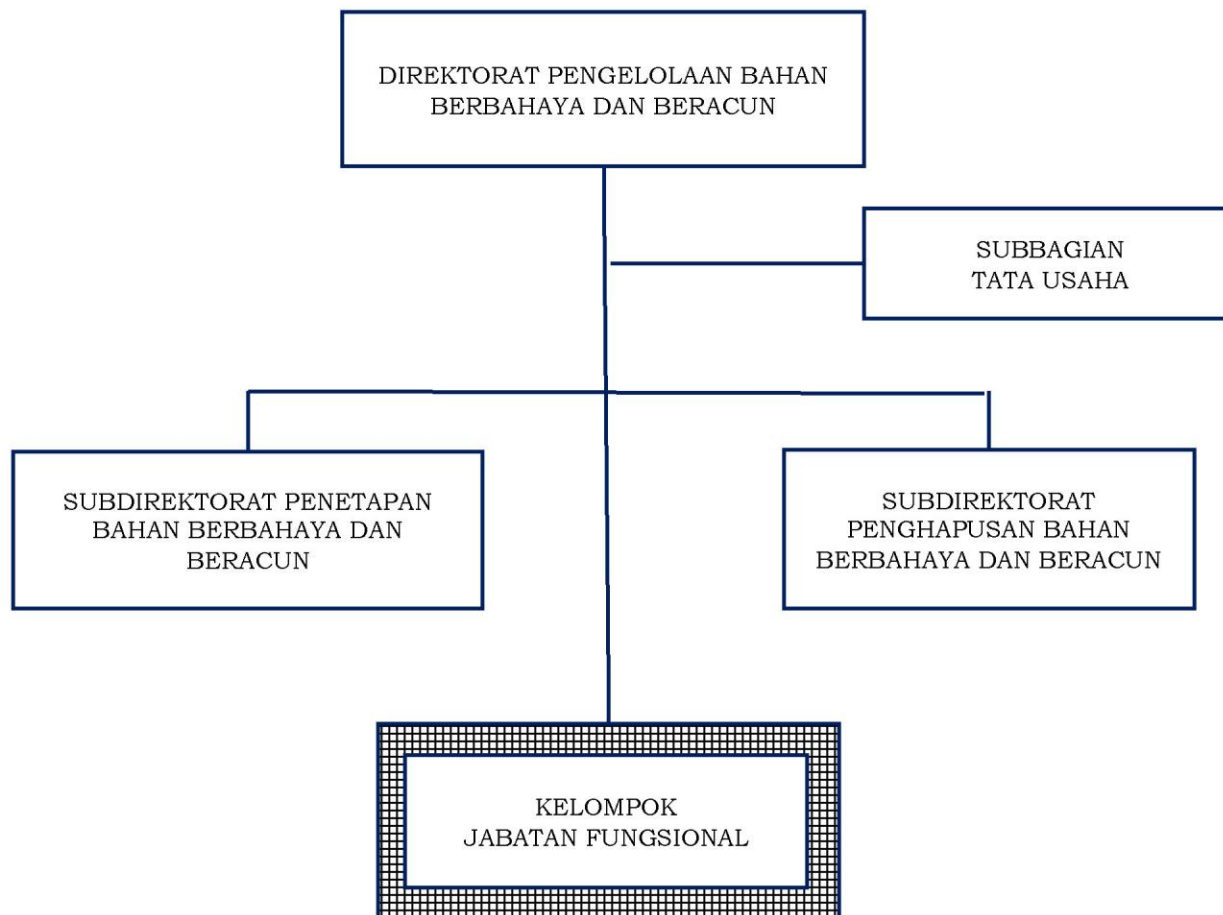 DIREKTORAT PENGELOLAAN BAHAN
BERBAHAYA DAN BERACUN
SUBBAGIAN
TATA USAHA
SUBDIREKTORAT PENETAPAN
BAHAN BERBAHAYA DAN
BERACUN
SUBDIREKTORAT
PENGHAPUSAN BAHAN
BERBAHAYA DAN BERACUN
KELOMPOK
JABATAN FUNGSIONAL